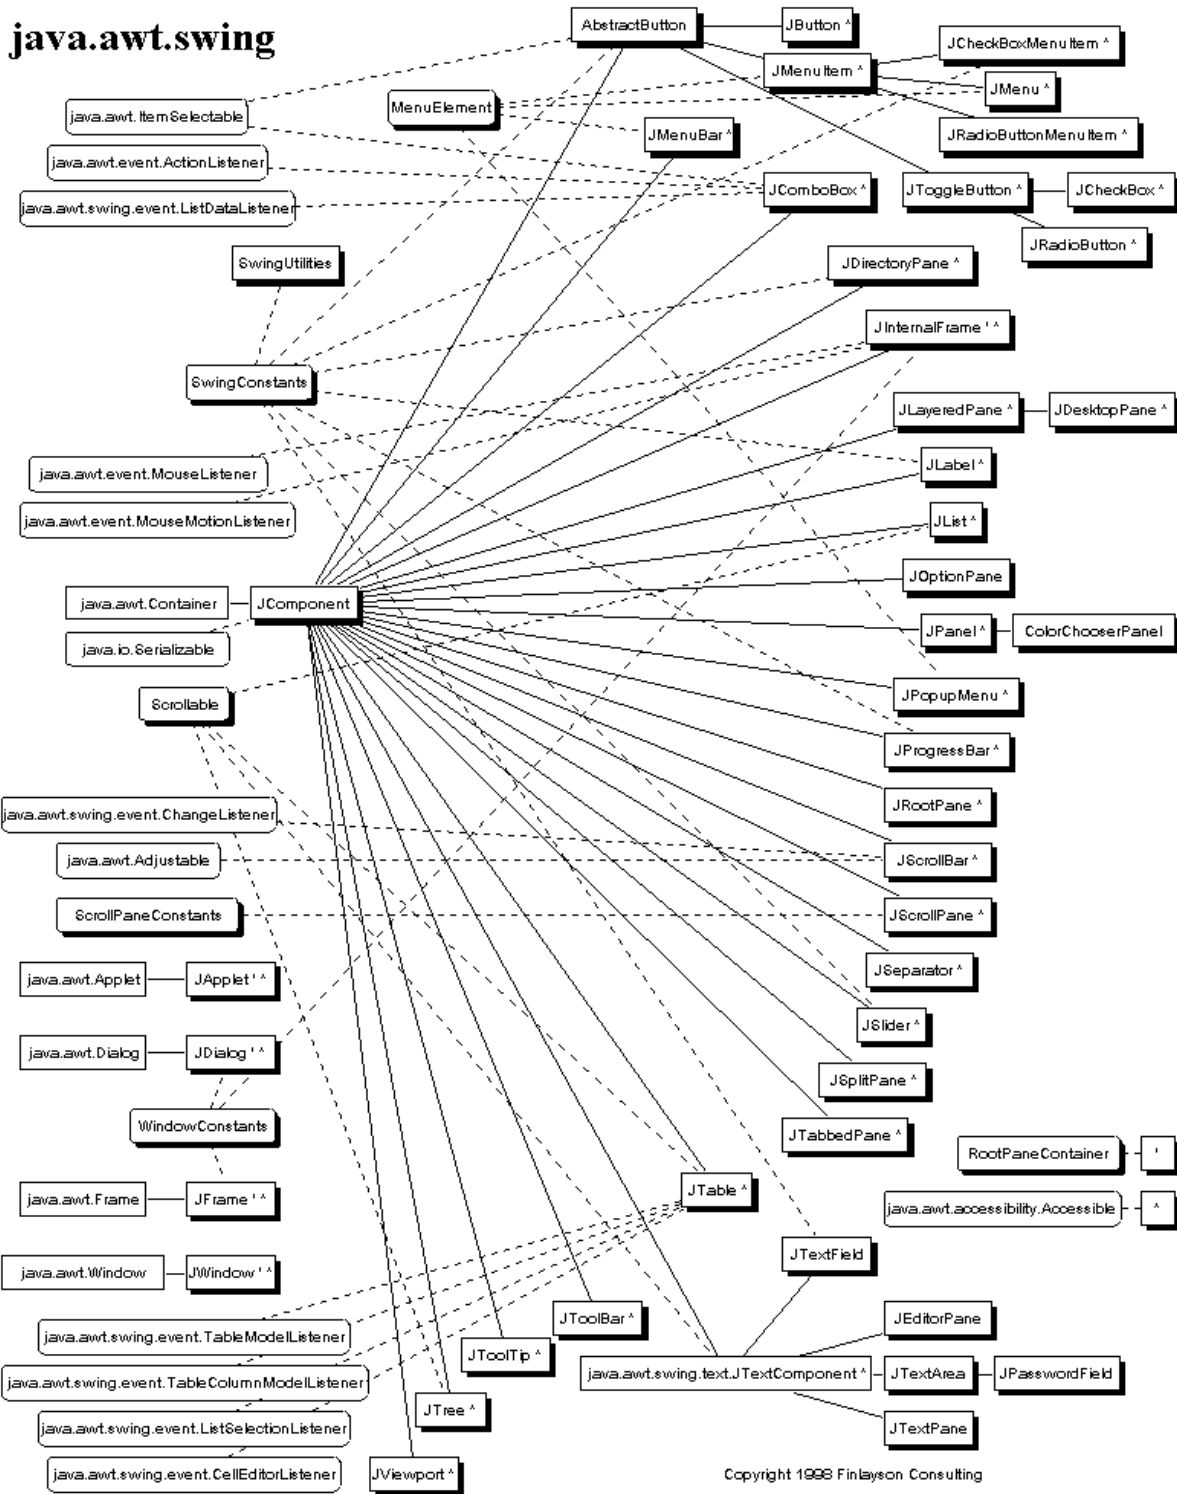 java.awt.swing
AbstractButton
JButton ^
JCheckBoxMenuItem ^
JMenuItem ^
JMenu ^
MenuElement
java.awt.ItemSelectable
JMenuBar ^
JRadioButtonMenuItem ^
java.awt.event.ActionListener
JComboBox ^
JToggleButton ^
JCheckBox ^
java.awt.swing.event.ListDataListener
JRadioButton ^
SwingUtilities
JDirectoryPane ^
JInternalFrame ' ^
SwingConstants
JLayeredPane ^
JDesktopPane ^
java.awt.event.MouseListener
JLabel ^
java.awt.event.MouseMotionListener
JList ^
JOptionPane
java.awt.Container
JComponent
JPanel ^
ColorChooserPanel
java.io.Serializable
Scrollable
JPopupMenu ^
JProgressBar ^
JRootPane ^
java.awt.swing.event.ChangeListener
java.awt.Adjustable
JScrollBar ^
ScrollPaneConstants
JScrollPane ^
java.awt.Applet
JApplet ' ^
JSeparator ^
JSlider ^
java.awt.Dialog
JDialog ' ^
JSplitPane ^
WindowConstants
JTabbedPane ^
RootPaneContainer
'
java.awt.Frame
JFrame ' ^
JTable ^
java.awt.accessibility.Accessible
^
JTextField
java.awt.Window
JWindow ' ^
java.awt.swing.event.TableModelListener
JToolBar ^
JEditorPane
JToolTip ^
java.awt.swing.text.JTextComponent ^
JTextArea
JPasswordField
java.awt.swing.event.TableColumnModelListener
JTree ^
java.awt.swing.event.ListSelectionListener
JTextPane
java.awt.swing.event.CellEditorListener
JViewport ^
Copyright 1998 Finlayson Consulting